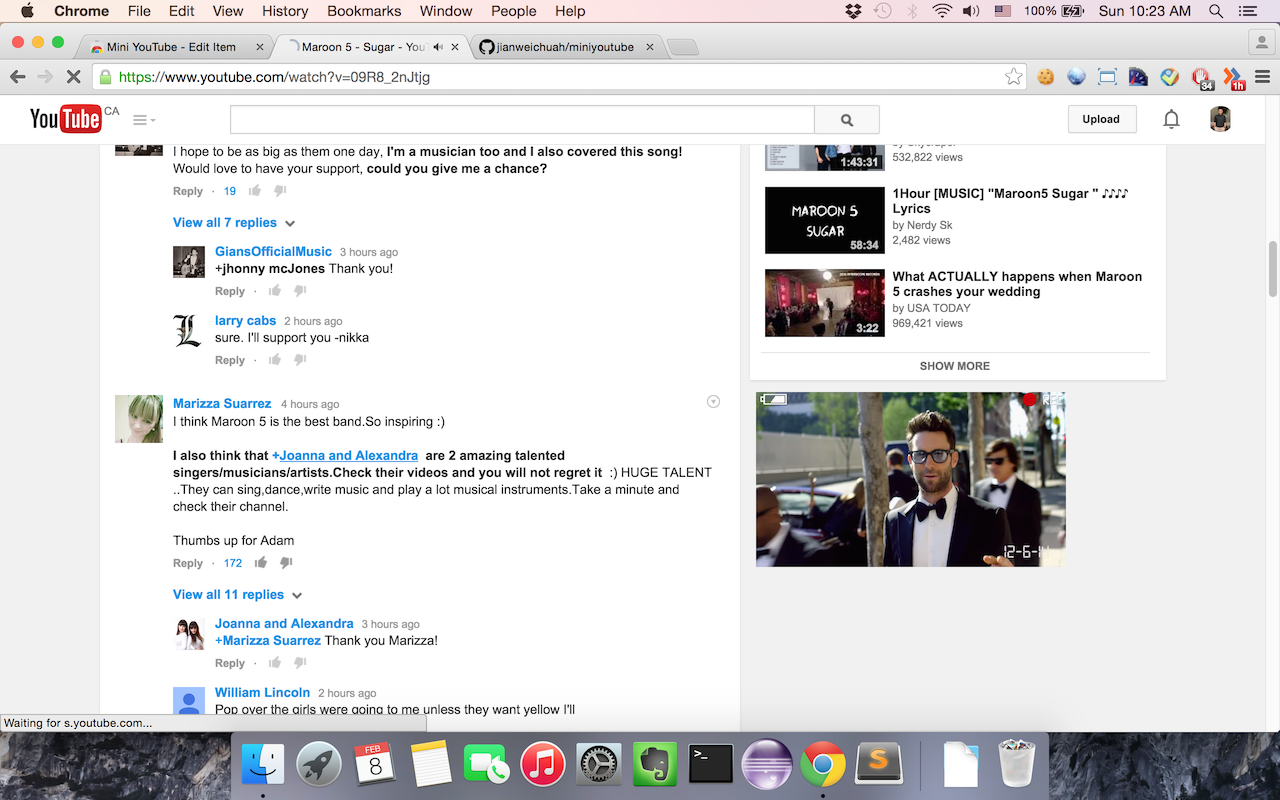 Chrome File Edit View History Bookmarks Window People Help 100% Sun 10:23 AM
Mini YouTube - Edit Item
Maroon 5 - Sugar - You
jianweichuah/miniyoutube
https://www.youtube.com/watch?v=09R8_2nJtjg
34
1h
YouTube CA
Upload
I hope to be as big as them one day, I'm a musician too and I also covered this song!
Would love to have your support, could you give me a chance?
Reply · 19
View all 7 replies
GiansOfficialMusic 3 hours ago
+jhonny mcJones Thank you!
Reply ·
larry cabs 2 hours ago
sure. I'll support you -nikka
Reply ·
Marizza Suarrez 4 hours ago
I think Maroon 5 is the best band.So inspiring :)
I also think that +Joanna and Alexandra are 2 amazing talented
singers/musicians/artists.Check their videos and you will not regret it :) HUGE TALENT
..They can sing,dance,write music and play a lot musical instruments.Take a minute and
check their channel.
Thumbs up for Adam
Reply · 172
View all 11 replies
Joanna and Alexandra 3 hours ago
+Marizza Suarrez Thank you Marizza!
Reply ·
William Lincoln 2 hours ago
Pop over the girls were going to me unless they want yellow I'll
1:43:31
532,822 views
MAROON 5
SUGAR
58:34
1Hour [MUSIC] "Maroon5 Sugar " ♪♪♪♪
Lyrics
by Nerdy Sk
2,482 views
3:22
What ACTUALLY happens when Maroon
5 crashes your wedding
by USA TODAY
969,421 views
SHOW MORE
REC
12-6-14
Waiting for s.youtube.com...
FEB
8
>_
S